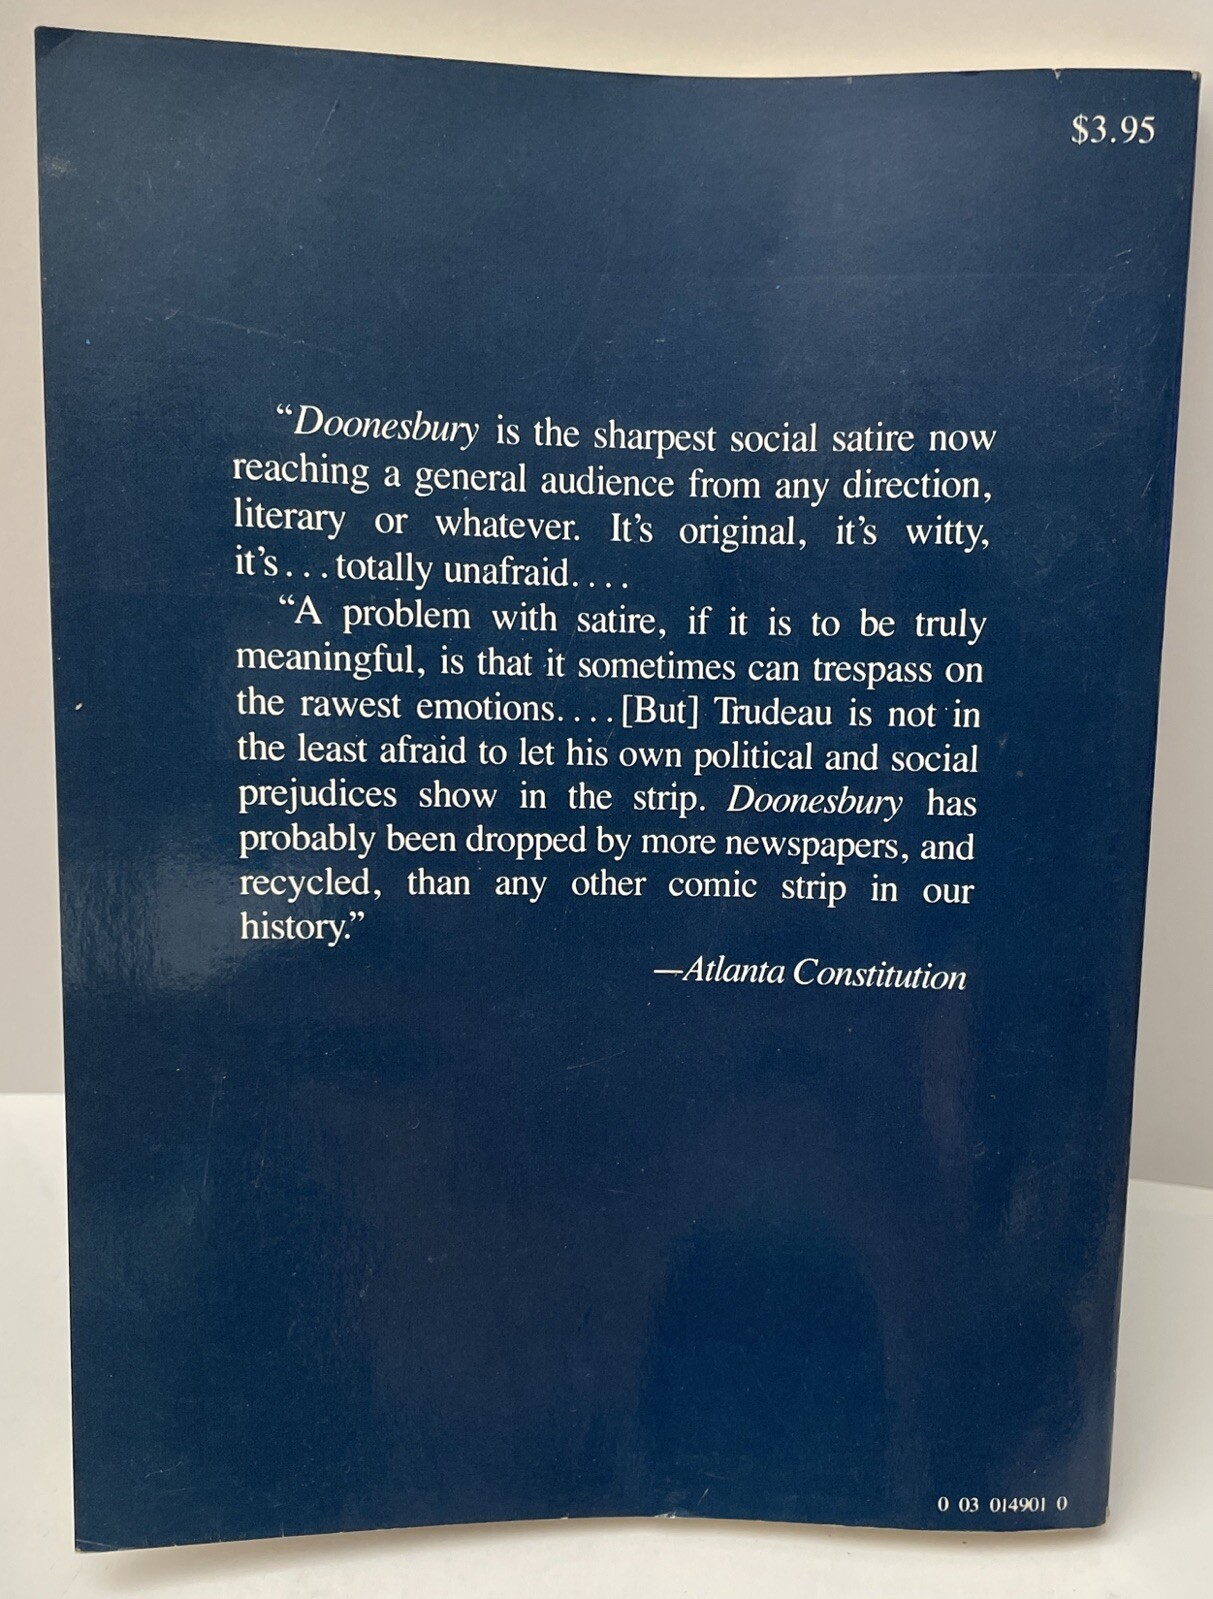 $3.95
“Doonesbury is the sharpest social satire now
reaching a general audience from any direction,
literary or whatever. It’s original, it’s witty,
it’s...totally unafraid....
“A problem with satire, if it is to be truly
meaningful, is that it sometimes can trespass on
the rawest emotions....[But] Trudeau is not in
the least afraid to let his own political and social
prejudices show in the strip. Doonesbury has
probably been dropped by more newspapers, and
recycled, than any other comic strip in our
history.”
—Atlanta Constitution
0 03 014901 0